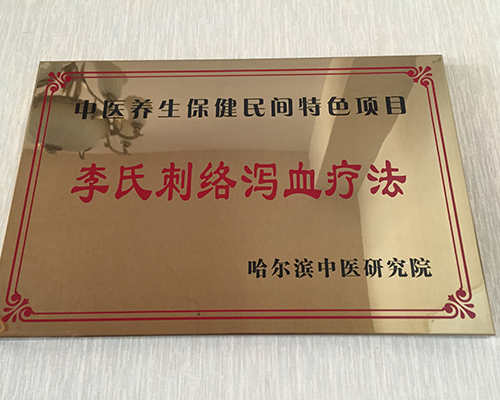 中医养生保健民间特色项目
李氏刺络泻血疗法
哈尔滨中医研究院